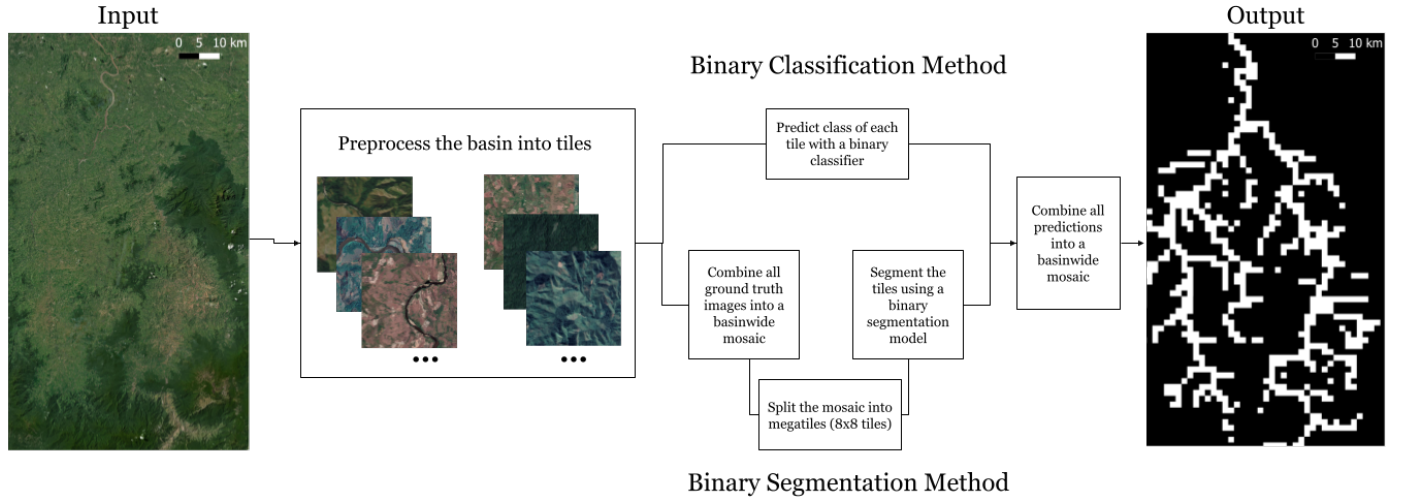 Input
0 5 10 km
Preprocess the basin into tiles
Binary Classification Method
Predict class of each
tile with a binary
classifier
Combine all
ground truth
images into a
basinwide
mosaic
Split the mosaic into
megatiles (8x8 tiles)
Segment the
tiles using a
binary
segmentation
model
Binary Segmentation Method
Combine all
predictions
into a
basinwide
mosaic
Output
0 5 10 km